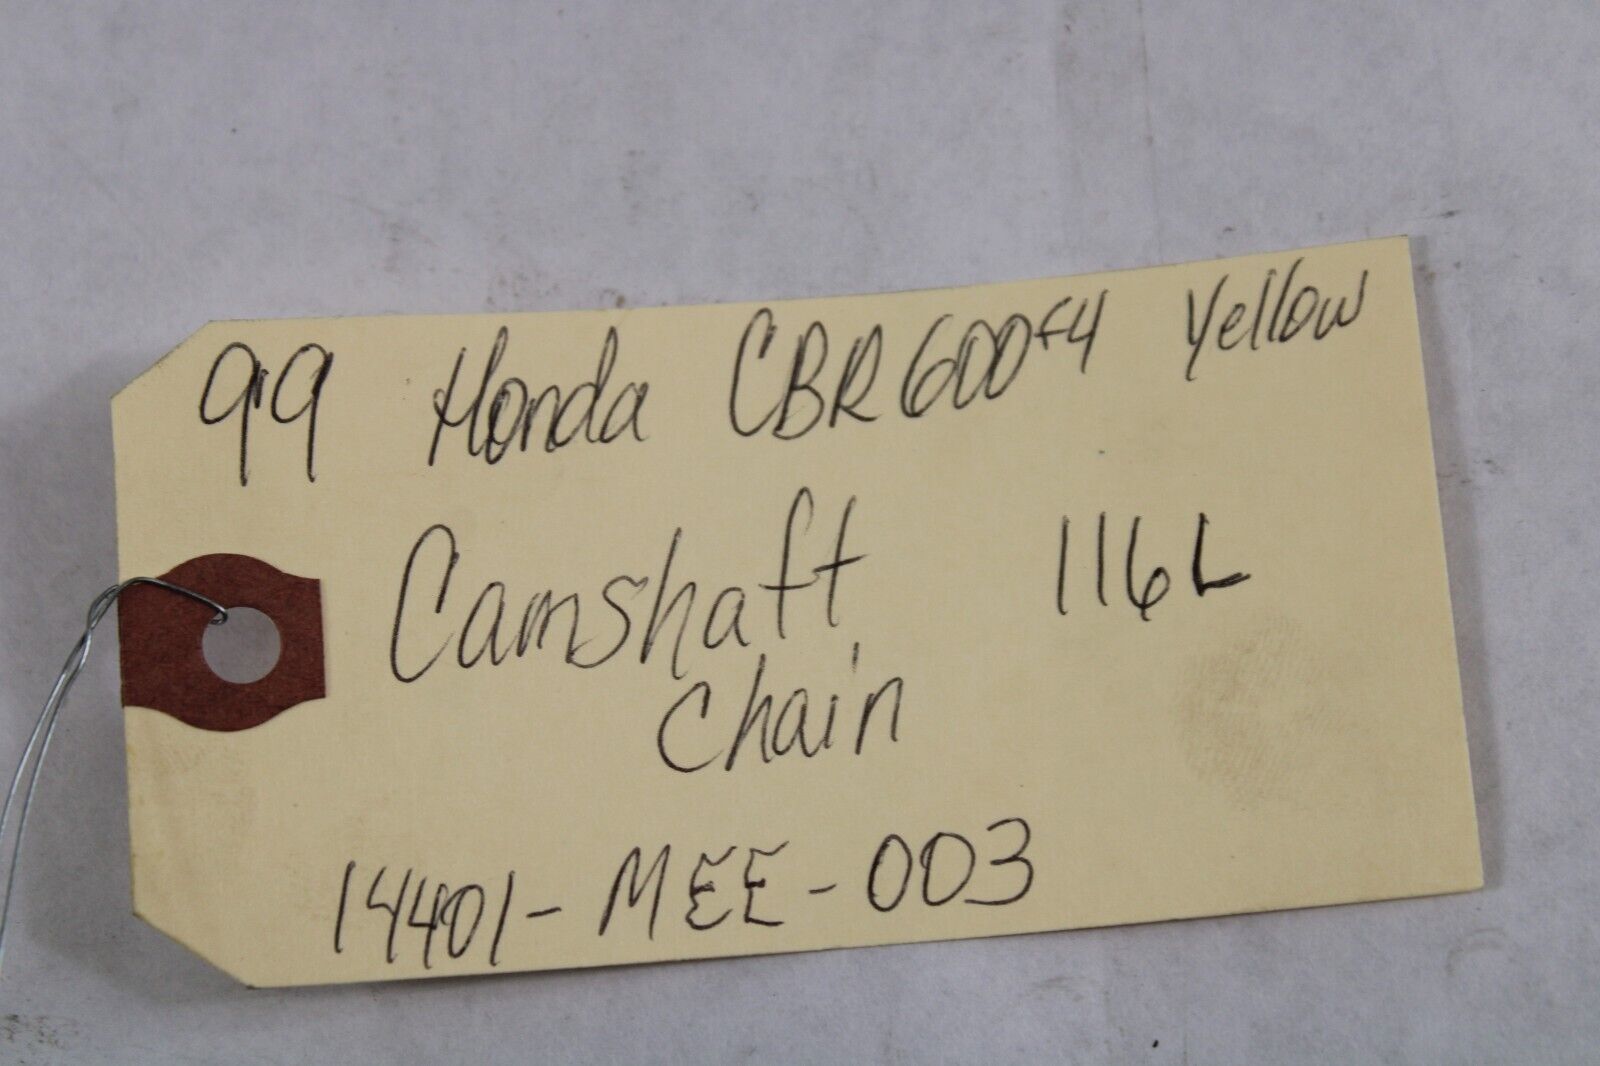 99 Honda CBR600F4 Yellow
Camshaft 116L
Chain
14401-MEE-003